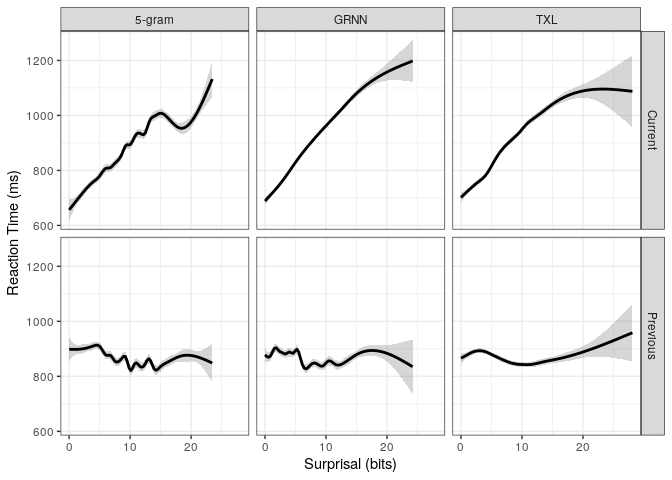 5-gram GRNN TXL
1200
1000
800
600
Current
1200
1000
800
600
Previous
0 10 20 0 10 20 0 10 20
Surprisal (bits)
Reaction Time (ms)